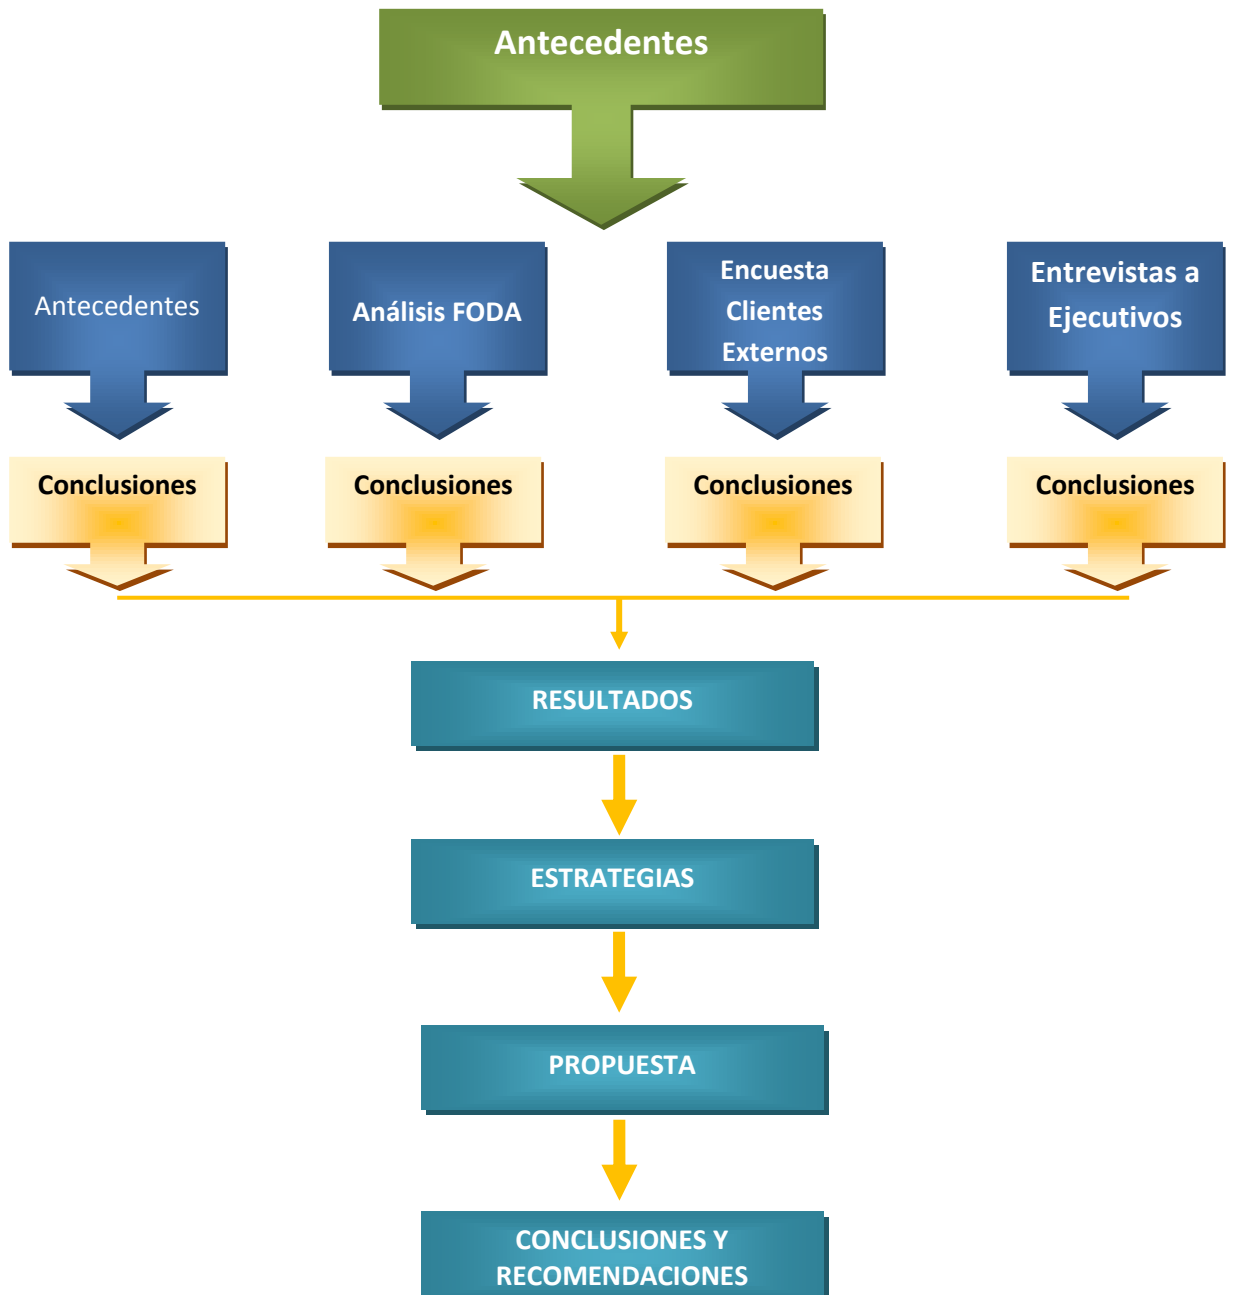 Antecedentes
Antecedentes
Análisis FODA
Encuesta
Clientes
Externos
Entrevistas a
Ejecutivos
Conclusiones
Conclusiones
Conclusiones
Conclusiones
RESULTADOS
ESTRATEGIAS
PROPUESTA
CONCLUSIONES Y
RECOMENDACIONES